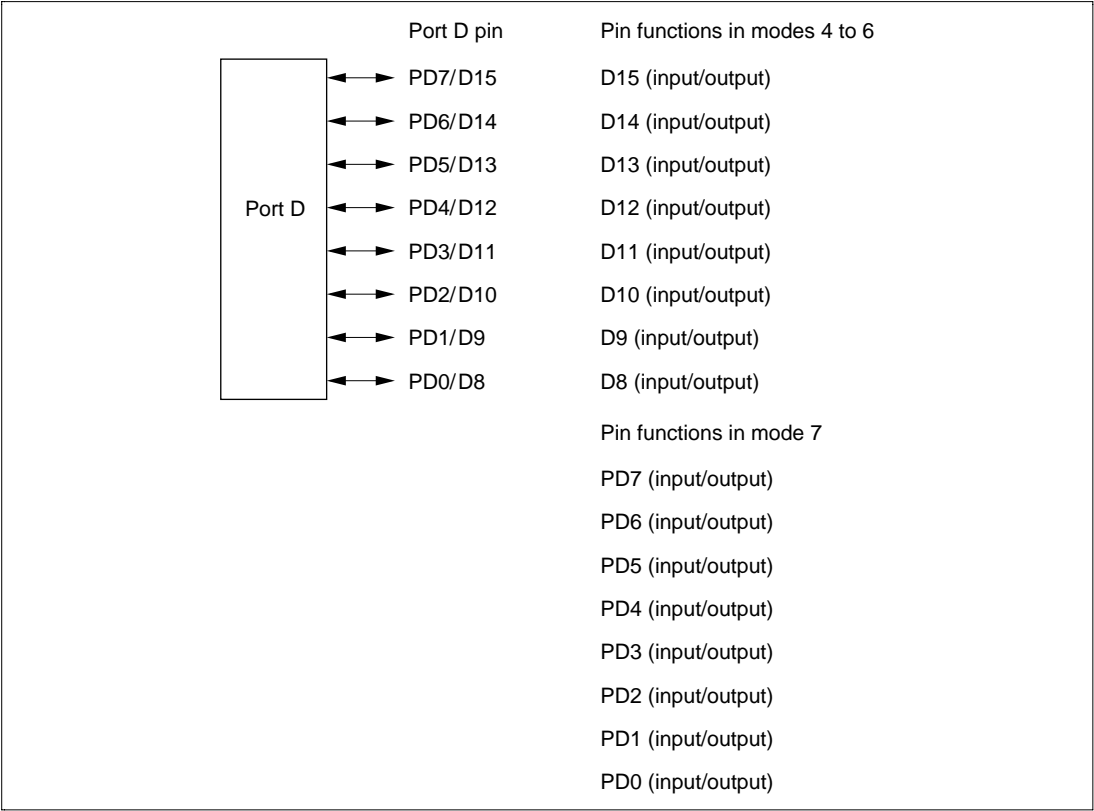 Port D pin Pin functions in modes 4 to 6
PD7/D15 D15 (input/output)
PD6/D14 D14 (input/output)
PD5/D13 D13 (input/output)
Port D PD4/D12 D12 (input/output)
PD3/D11 D11 (input/output)
PD2/D10 D10 (input/output)
PD1/D9 D9 (input/output)
PD0/D8 D8 (input/output)
Pin functions in mode 7
PD7 (input/output)
PD6 (input/output)
PD5 (input/output)
PD4 (input/output)
PD3 (input/output)
PD2 (input/output)
PD1 (input/output)
PD0 (input/output)